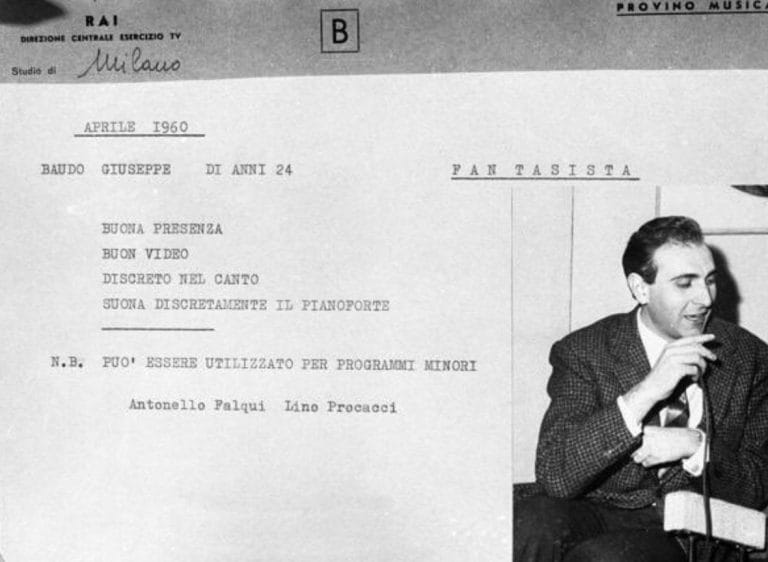 RAI
DIREZIONE CENTRALE ESERCIZIO TV
Studio di Milano
B
PROVINO MUSICA
APRILE 1960
BAUDO GIUSEPPE DI ANNI 24
FANTASISTA
BUONA PRESENZA
BUON VIDEO
DISCRETO NEL CANTO
SUONA DISCRETAMENTE IL PIANOFORTE
N.B. PUO' ESSERE UTILIZZATO PER PROGRAMMI MINORI
Antonello Falqui Lino Procacci